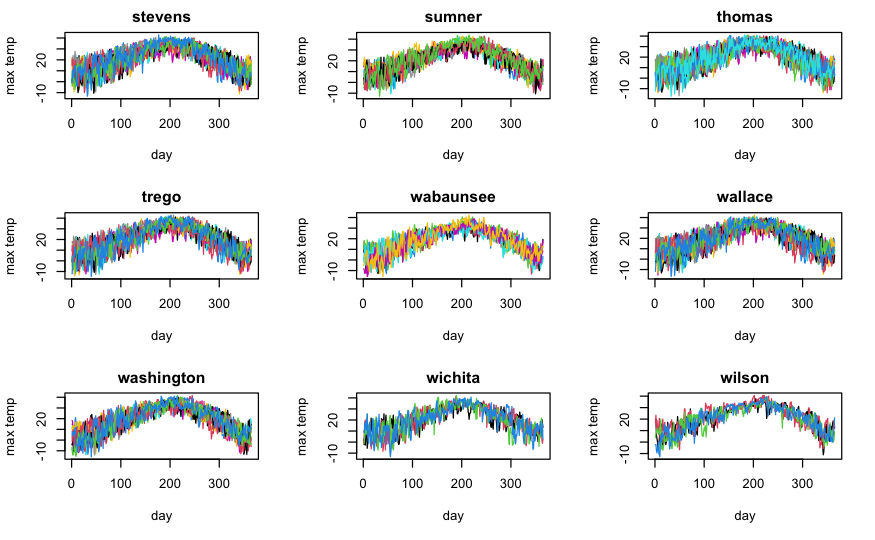 stevens sumner thomas
max temp max temp max temp
20 20 20
-10 -10 -10
0 100 200 300 0 100 200 300 0 100 200 300
day day day
trego wabaunsee wallace
max temp max temp max temp
20 20 20
-10 -10 -10
0 100 200 300 0 100 200 300 0 100 200 300
day day day
washington wichita wilson
max temp max temp max temp
20 20 20
-10 -10 -10
0 100 200 300 0 100 200 300 0 100 200 300
day day day